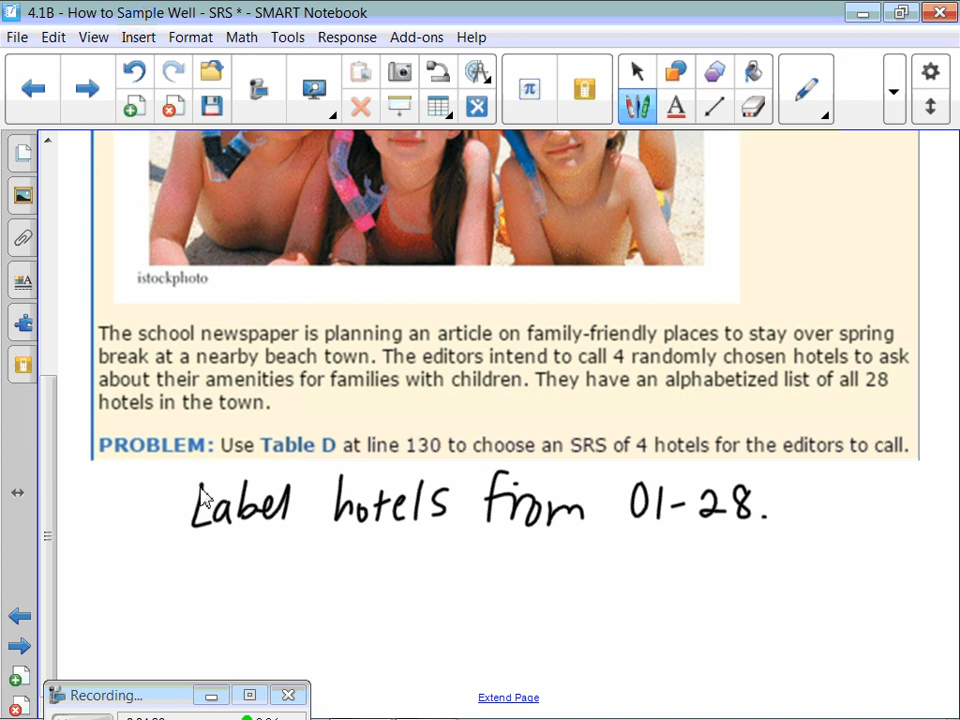 4.1B - How to Sample Well - SRS * - SMART Notebook
File Edit View Insert Format Math Tools Response Add-ons Help
istockphoto
The school newspaper is planning an article on family-friendly places to stay over spring
break at a nearby beach town. The editors intend to call 4 randomly chosen hotels to ask
about their amenities for families with children. They have an alphabetized list of all 28
hotels in the town.
PROBLEM: Use Table D at line 130 to choose an SRS of 4 hotels for the editors to call.
Label hotels from 01-28.
Extend Page
Recording...